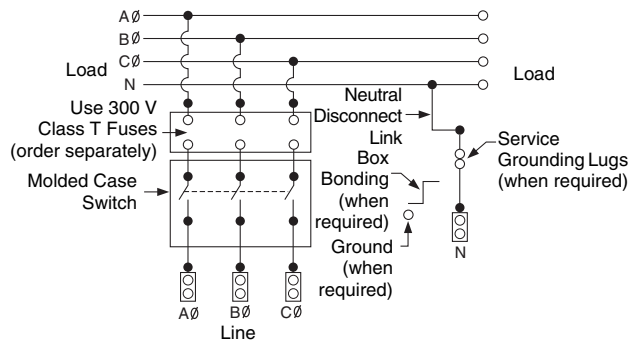 AØ
BØ
CØ
Load
N
Load
Use 300 V
Class T Fuses
(order separately)
Molded Case
Switch
Neutral
Disconnect
Link
Box
Bonding
(when
required)
Ground
(when
required)
Service
Grounding Lugs
(when required)
N
AØ
BØ
CØ
Line